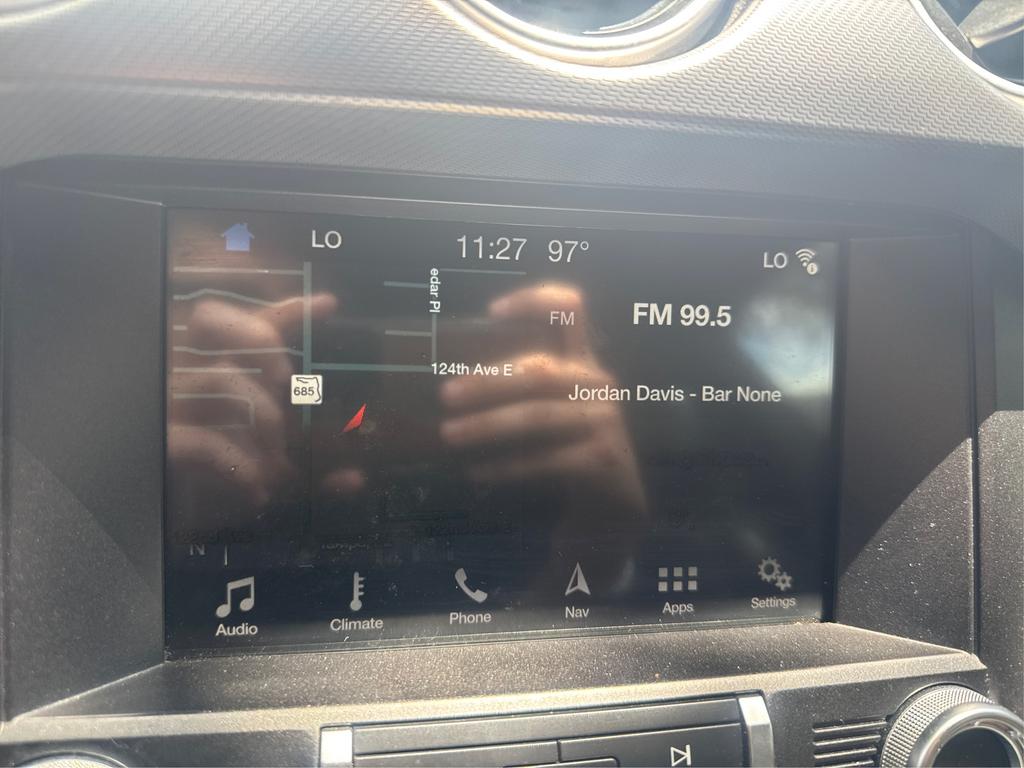 LO 11:27 97° LO
edar Pl
FM FM 99.5
124th Ave E
685
Jordan Davis - Bar None
N
Audio Climate Phone Nav Apps Settings